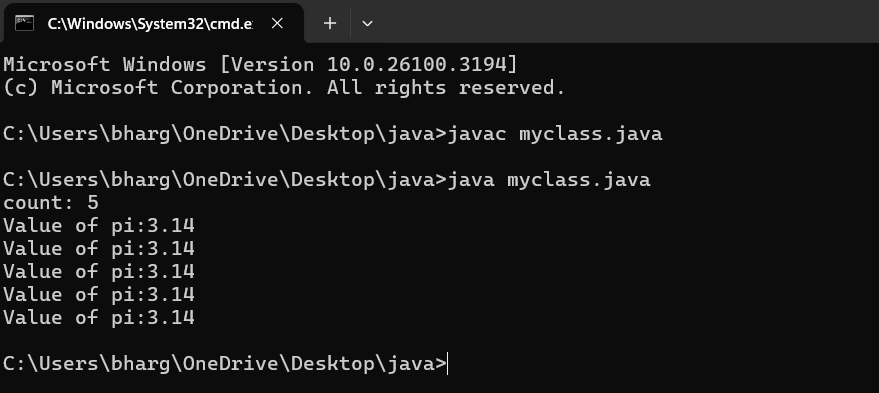 C:\Windows\System32\cmd.e
Microsoft Windows [Version 10.0.26100.3194]
(c) Microsoft Corporation. All rights reserved.
C:\Users\bharg\OneDrive\Desktop\java>javac myclass.java
C:\Users\bharg\OneDrive\Desktop\java>java myclass.java
count: 5
Value of pi:3.14
Value of pi:3.14
Value of pi:3.14
Value of pi:3.14
Value of pi:3.14
C:\Users\bharg\OneDrive\Desktop\java>